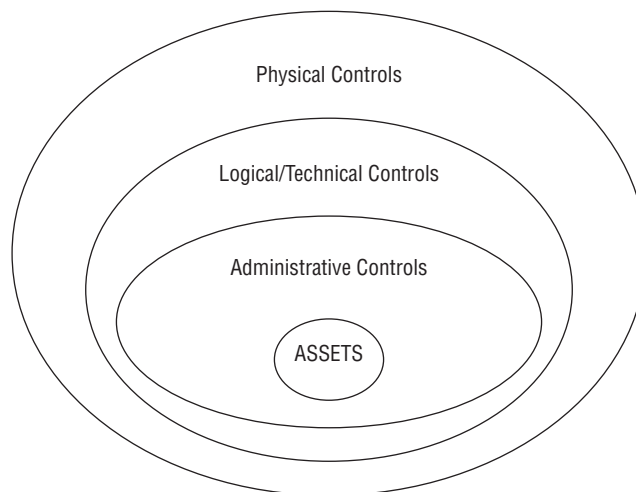 Physical Controls
Logical/Technical Controls
Administrative Controls
ASSETS